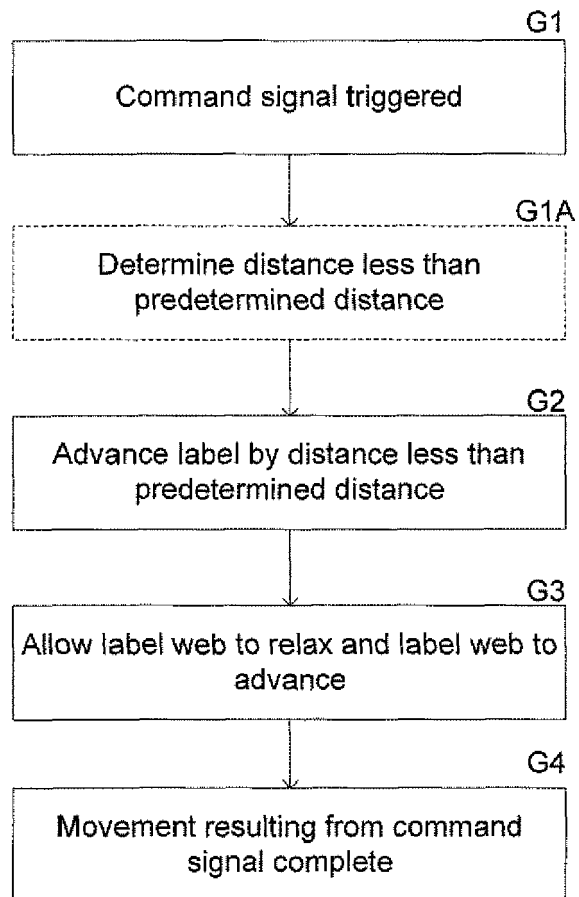 G1
Command signal triggered
G1A
Determine distance less than
predetermined distance
G2
Advance label by distance less than
predetermined distance
G3
Allow label web to relax and label web to
advance
G4
Movement resulting from command
signal complete